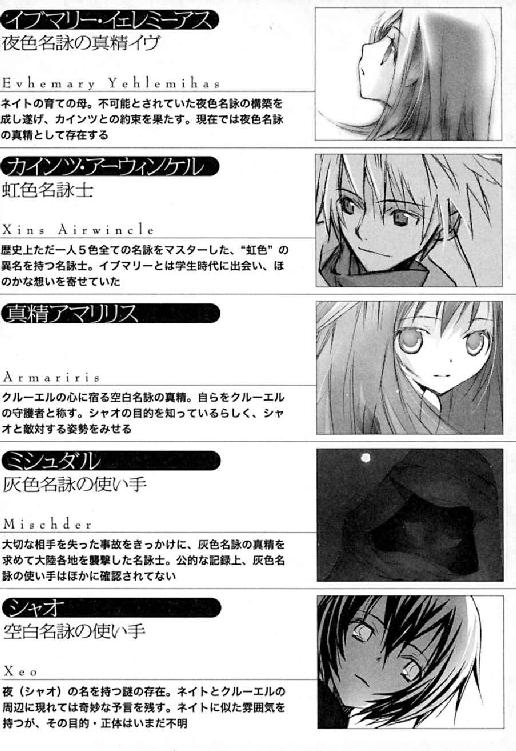 イブマリー・イェレミーアス
夜色名詠の真精イヴ
Evhemary Yehlemihas
ネイトの育ての母。不可能とされていた夜色名詠の構築を
成し遂げ、カインツとの約束を果たす。現在では夜色名詠
の真精として存在する
カインツ・アーウィンケル
虹色名詠士
Xins Airwincle
歴史上ただ一人5色全ての名詠をマスターした、“虹色”の
異名を持つ名詠士。イブマリーとは学生時代に出会い、ほ
のかな想いを寄せていた
真精アマリリス
Armariris
クルーエルの心に宿る空白名詠の真精。自らをクルーエル
の守護者と称す。シャオの目的を知っているらしく、シャ
オと敵対する姿勢をみせる
ミシュダル
灰色名詠の使い手
Mischder
大切な相手を失った事故をきっかけに、灰色名詠の真精を
求めて大陸各地を襲撃した名詠士。公的な記録上、灰色名
詠の使い手はほかに確認されてない
シャオ
空白名詠の使い手
Xeo
夜（シャオ）の名を持つ謎の存在。ネイトとクルーエルの
周辺に現れては奇妙な予言を残す。ネイトに似た雰囲気を
持つが、その目的・正体はいまだ不明